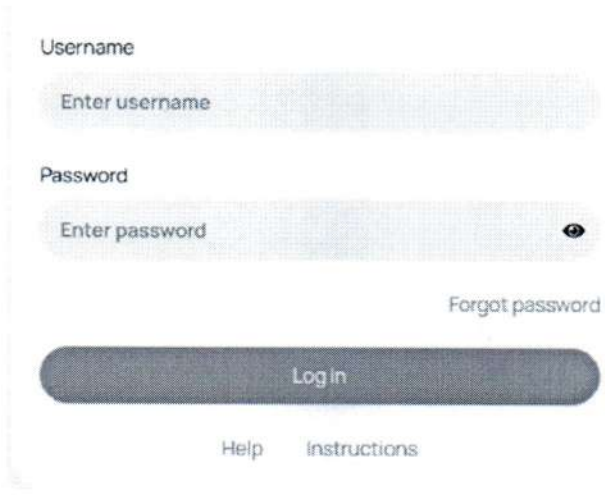 Username
Enter username
Password
Enter password
Forgot password
Log in
Help Instructions